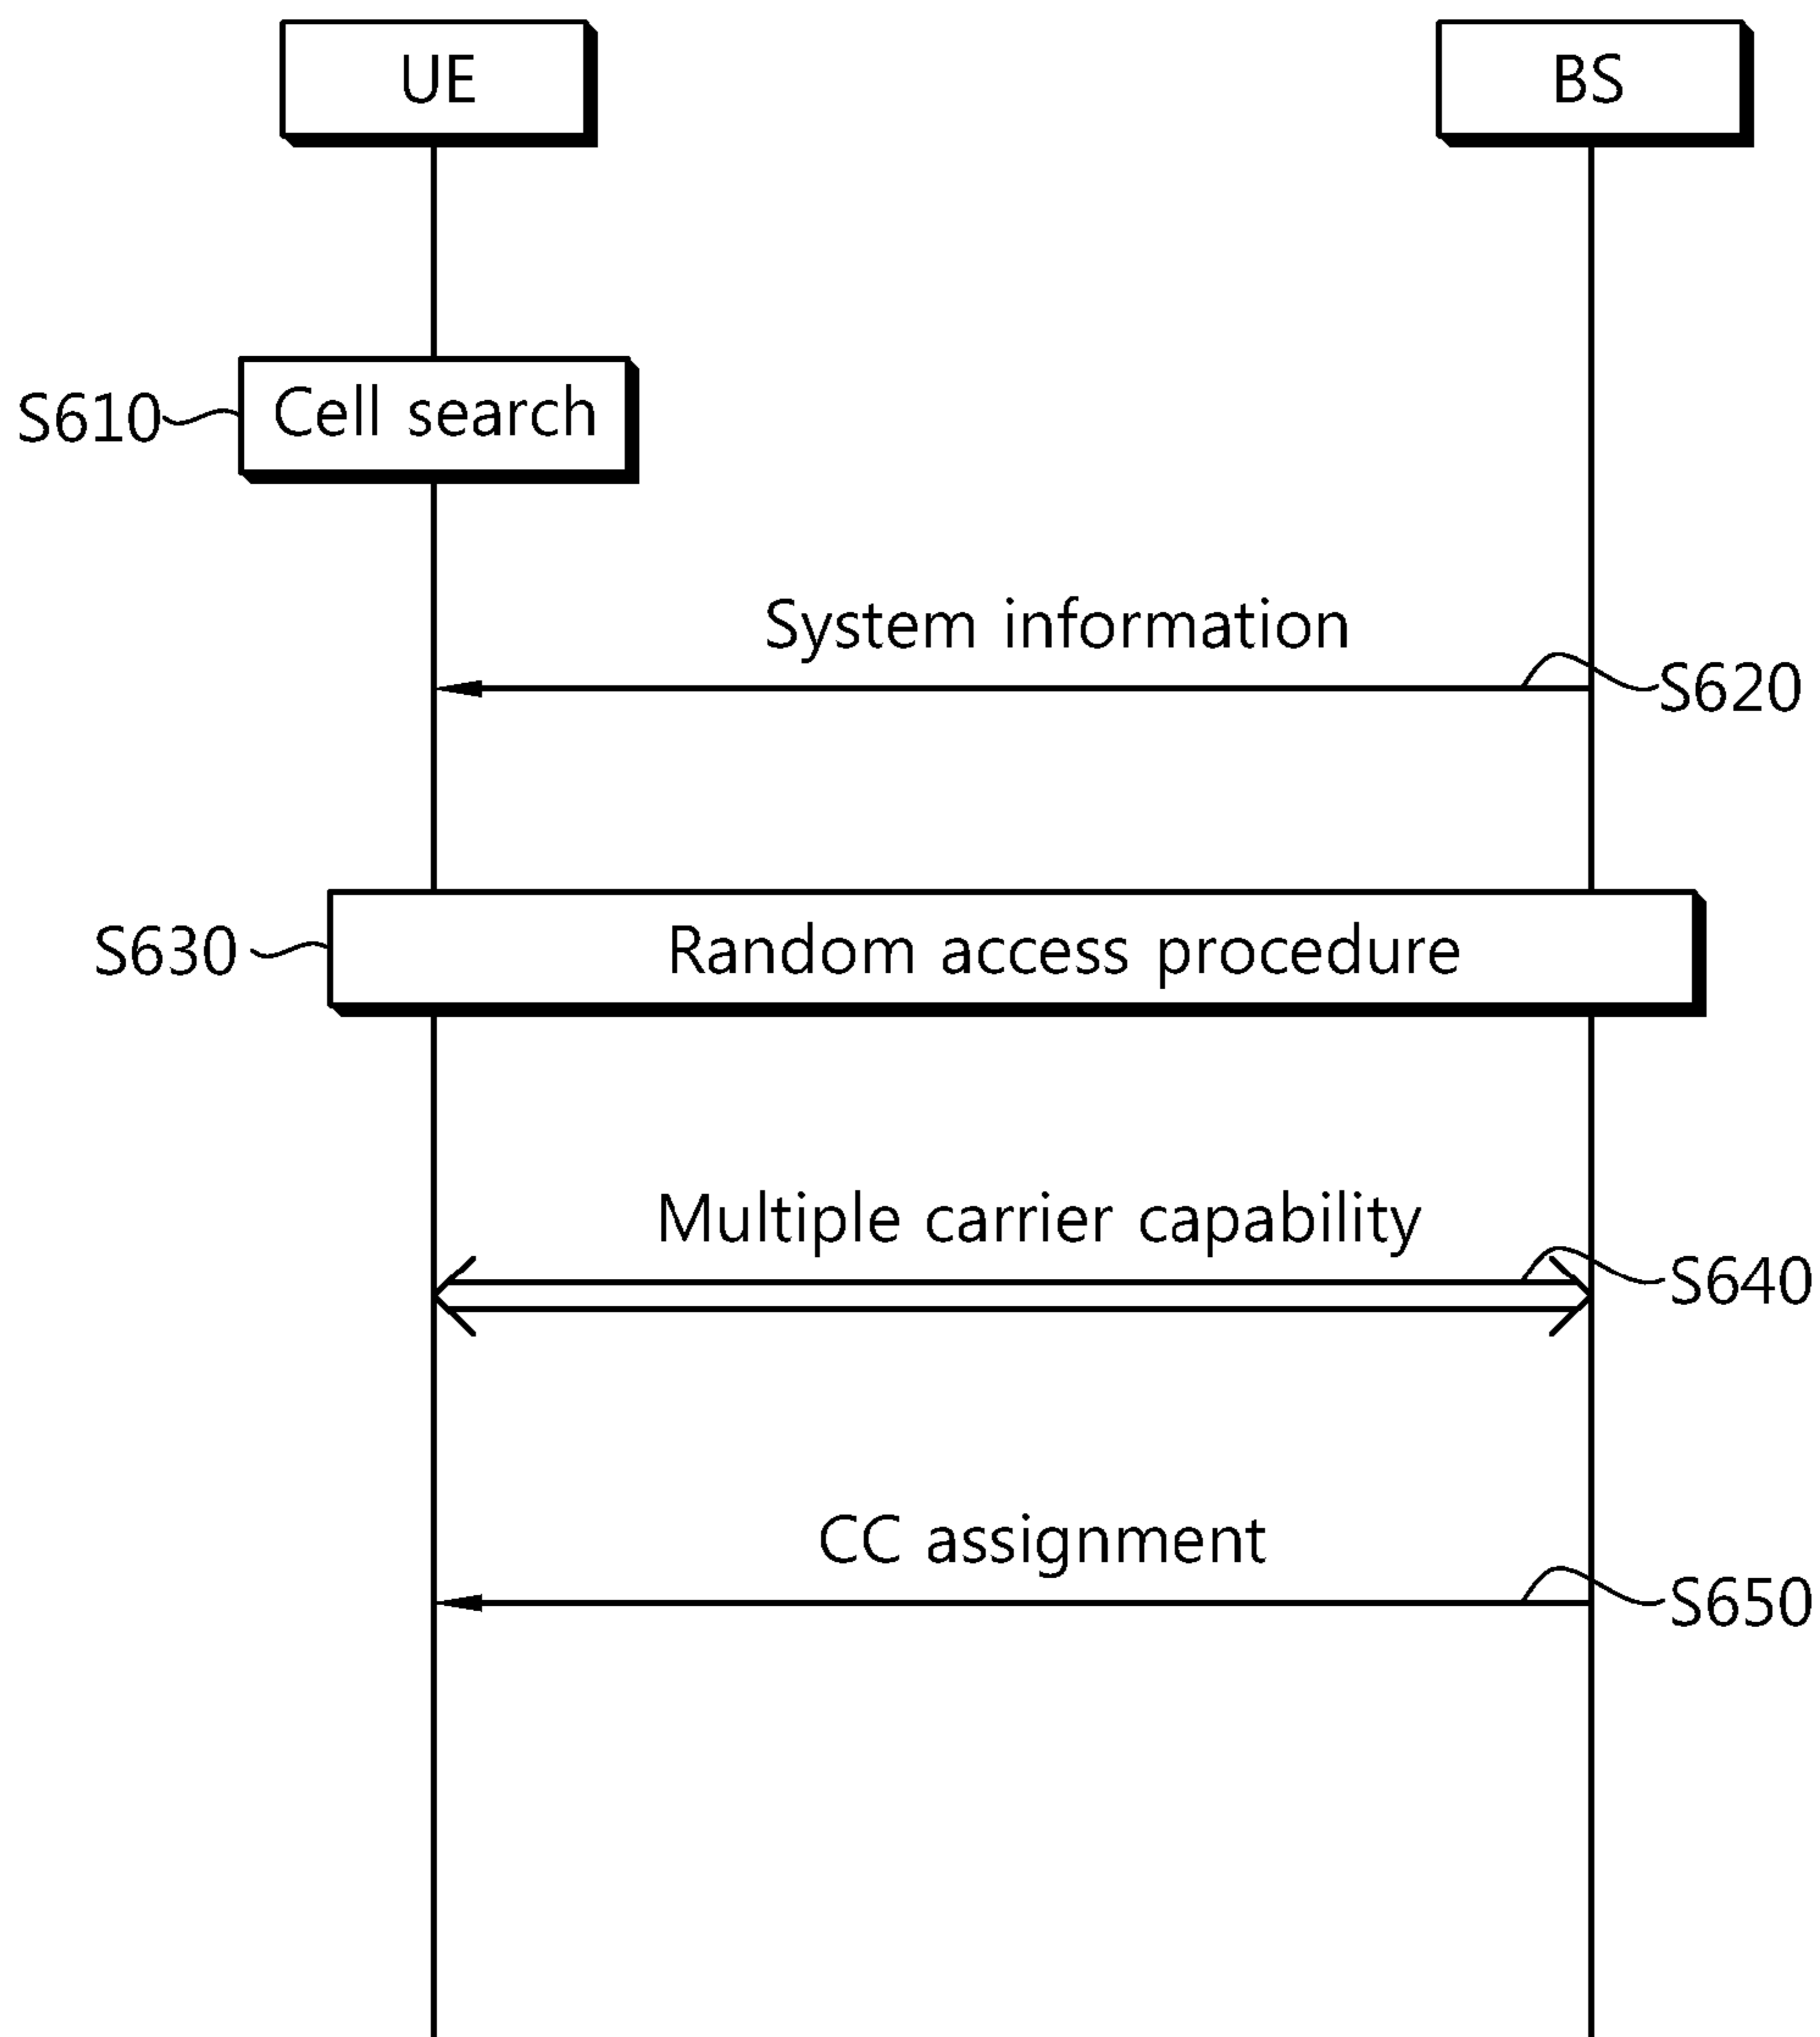 UE
BS
S610
Cell search
System information
S620
S630
Random access procedure
Multiple carrier capability
S640
CC assignment
S650